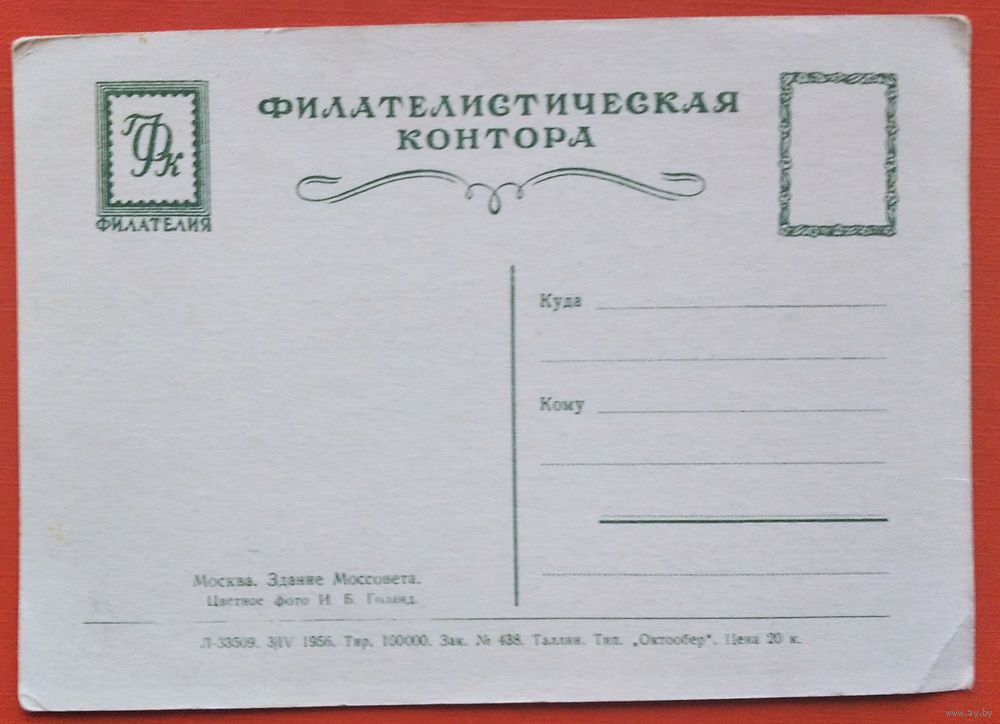 ГФК
ФИЛАТЕЛИЯ
ФИЛАТЕЛИСТИЧЕСКАЯ
КОНТОРА
Куда
Кому
Москва. Здание Моссовета.
Цветное фото И. Б. Голанд.
Л-33509. 3/IV 1956. Тир. 100000. Зак. № 438. Таллин. Тип. „Октообер“. Цена 20 к.
www.ay.by